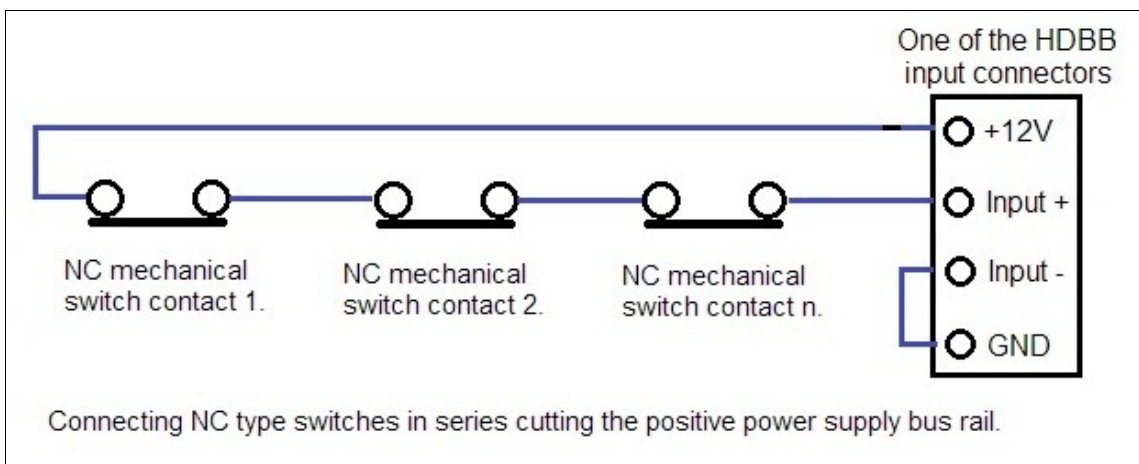 One of the HDBB
input connectors
+12V
Input +
Input -
GND
NC mechanical
switch contact 1.
NC mechanical
switch contact 2.
NC mechanical
switch contact n.
Connecting NC type switches in series cutting the positive power supply bus rail.